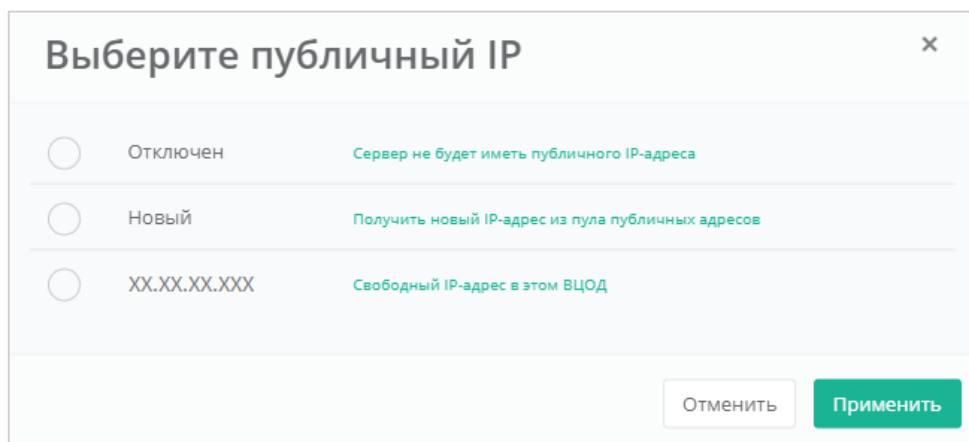 Выберите публичный IP
×
Отключен Сервер не будет иметь публичного IP-адреса
Новый Получить новый IP-адрес из пула публичных адресов
XX.XX.XX.XXX Свободный IP-адрес в этом ВЦОД
Отменить Применить